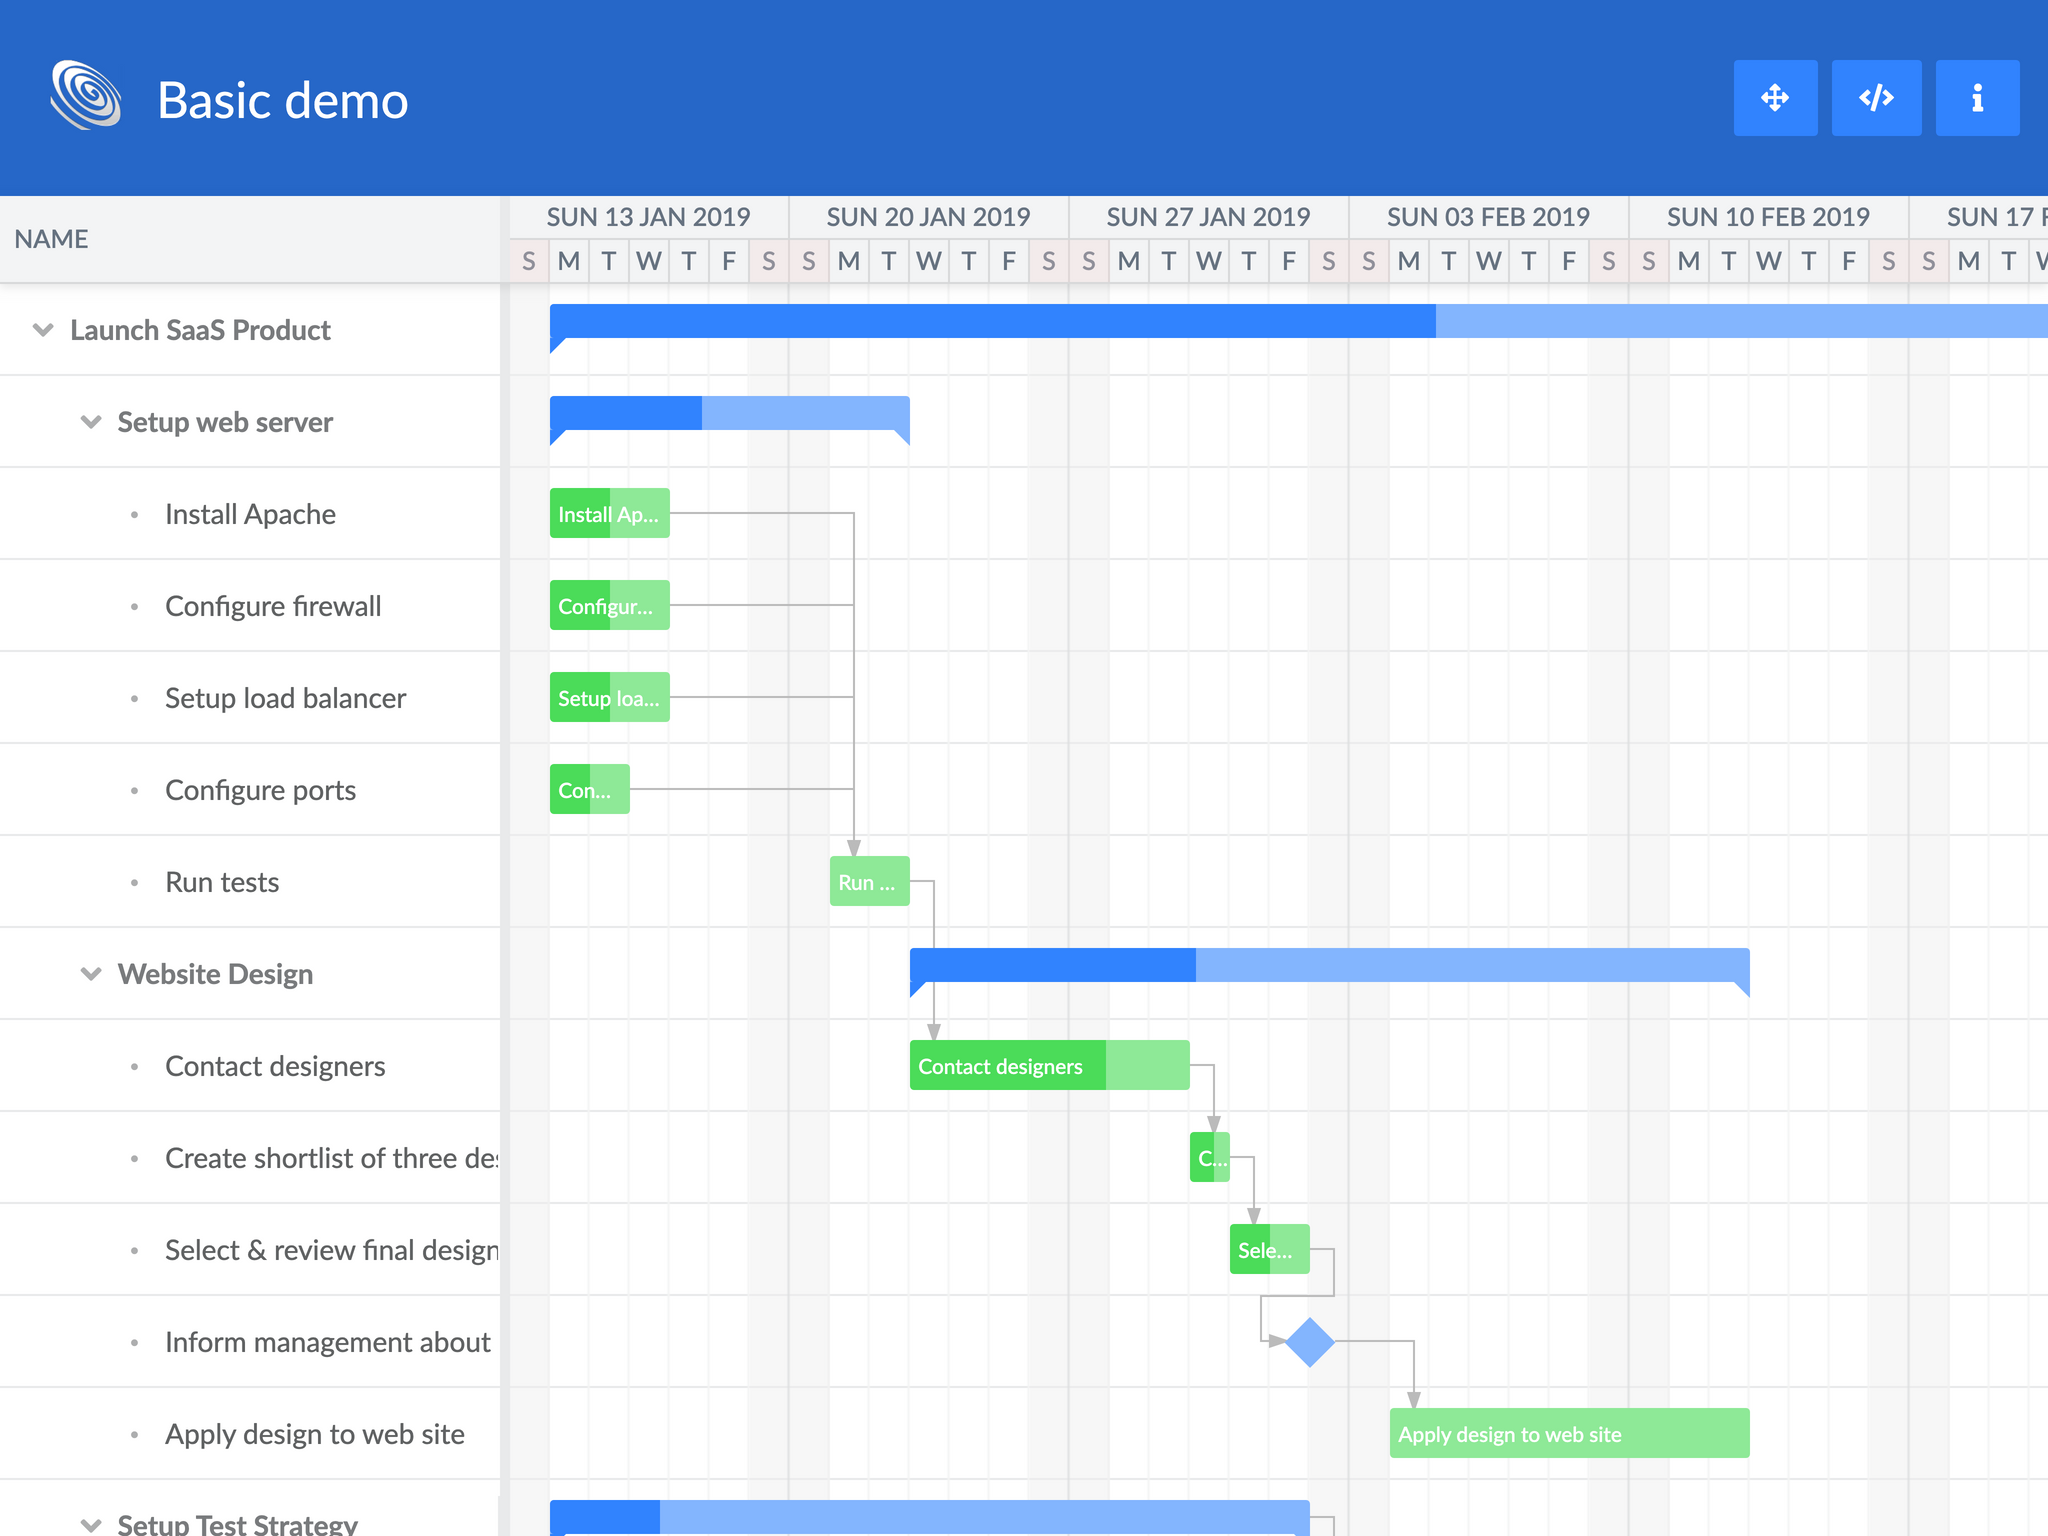 Basic demo
NAME
SUN 13 JAN 2019 SUN 20 JAN 2019 SUN 27 JAN 2019 SUN 03 FEB 2019 SUN 10 FEB 2019 SUN 17 F
S M T W T F S S M T W T F S S M T W T F S S M T W T F S S M T W T F S S M T W
Launch SaaS Product
Setup web server
Install Apache
Install Ap...
Configure firewall
Configur...
Setup load balancer
Setup loa...
Configure ports
Con...
Run tests
Run ...
Website Design
Contact designers
Contact designers
Create shortlist of three des
C...
Select & review final design
Sele...
Inform management about
Apply design to web site
Apply design to web site
Setup Test Strategy